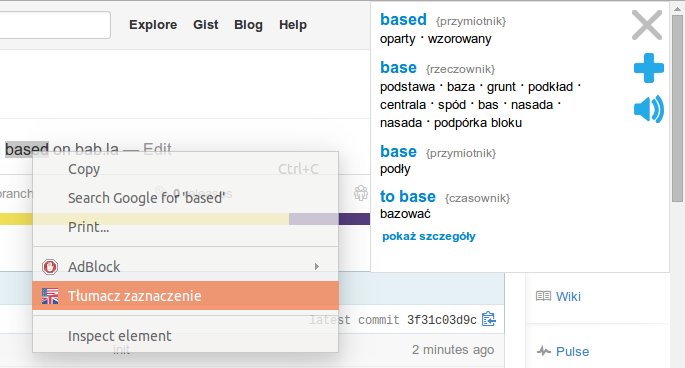 Explore Gist Blog Help
based on bab.la — Edit
branch
0 releases
Copy Ctrl+C
Search Google for 'based'
Print...
AdBlock
Tłumacz zaznaczenie
Inspect element
latest commit 3f31c03d9c
init 2 minutes ago
based {przymiotnik}
oparty · wzorowany
base {rzeczownik}
podstawa · baza · grunt · podkład ·
centrala · spód · bas · nasada ·
nasada · podpórka bloku
base {przymiotnik}
podły
to base {czasownik}
bazować
pokaż szczegóły
Wiki
Pulse